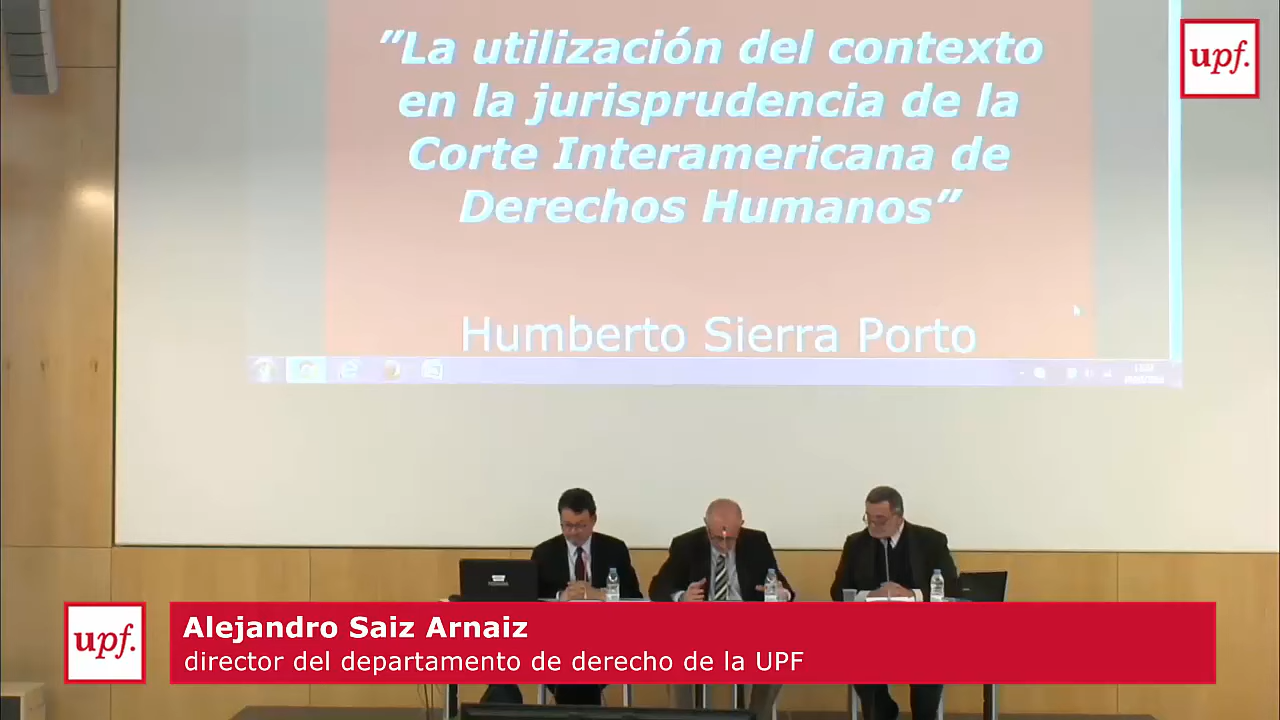 ”La utilización del contexto
en la jurisprudencia de la
Corte Interamericana de
Derechos Humanos”
upf.
Humberto Sierra Porto
upf.
Alejandro Saiz Arnaiz
director del departamento de derecho de la UPF